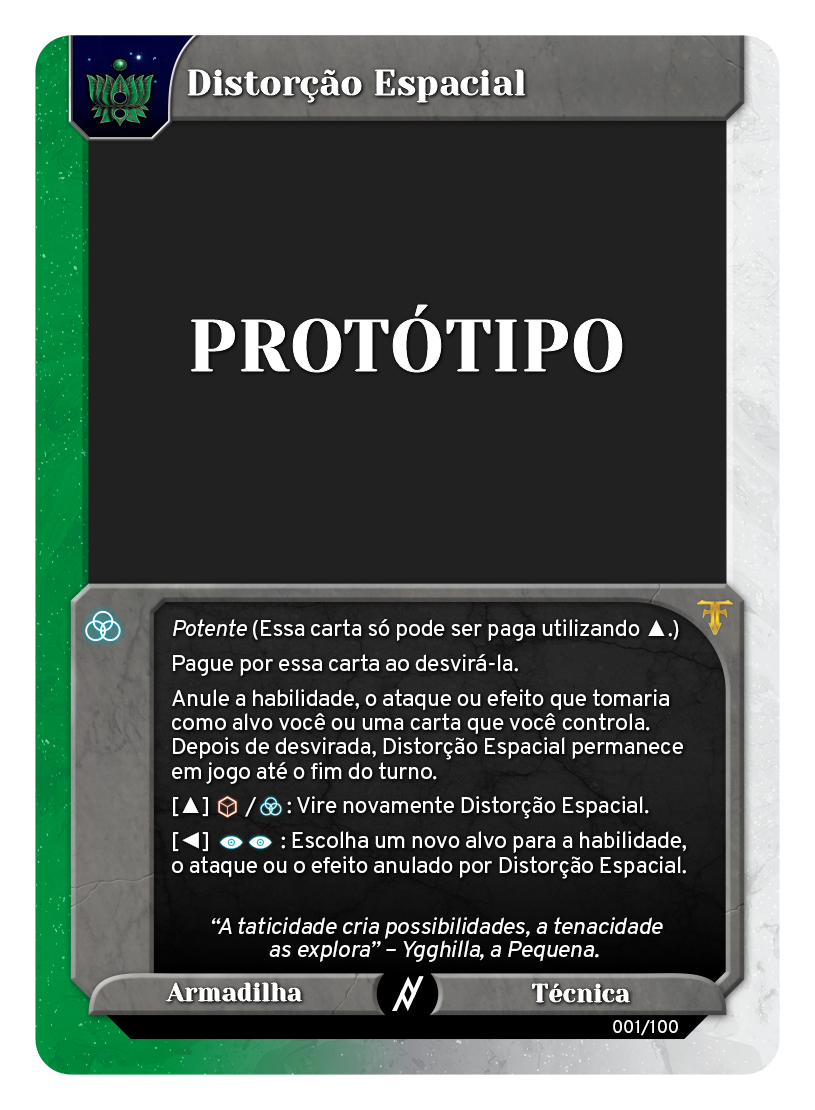 Distorção Espacial
PROTÓTIPO
Potente (Essa carta só pode ser paga utilizando ▲.)
Pague por essa carta ao desvirá-la.
Anule a habilidade, o ataque ou efeito que tomaria
como alvo você ou uma carta que você controla.
Depois de desvirada, Distorção Espacial permanece
em jogo até o fim do turno.
[▲] / : Vire novamente Distorção Espacial.
[◀] : Escolha um novo alvo para a habilidade,
o ataque ou o efeito anulado por Distorção Espacial.
“A taticidade cria possibilidades, a tenacidade
as explora” – Ygghilla, a Pequena.
Armadilha
Técnica
001/100